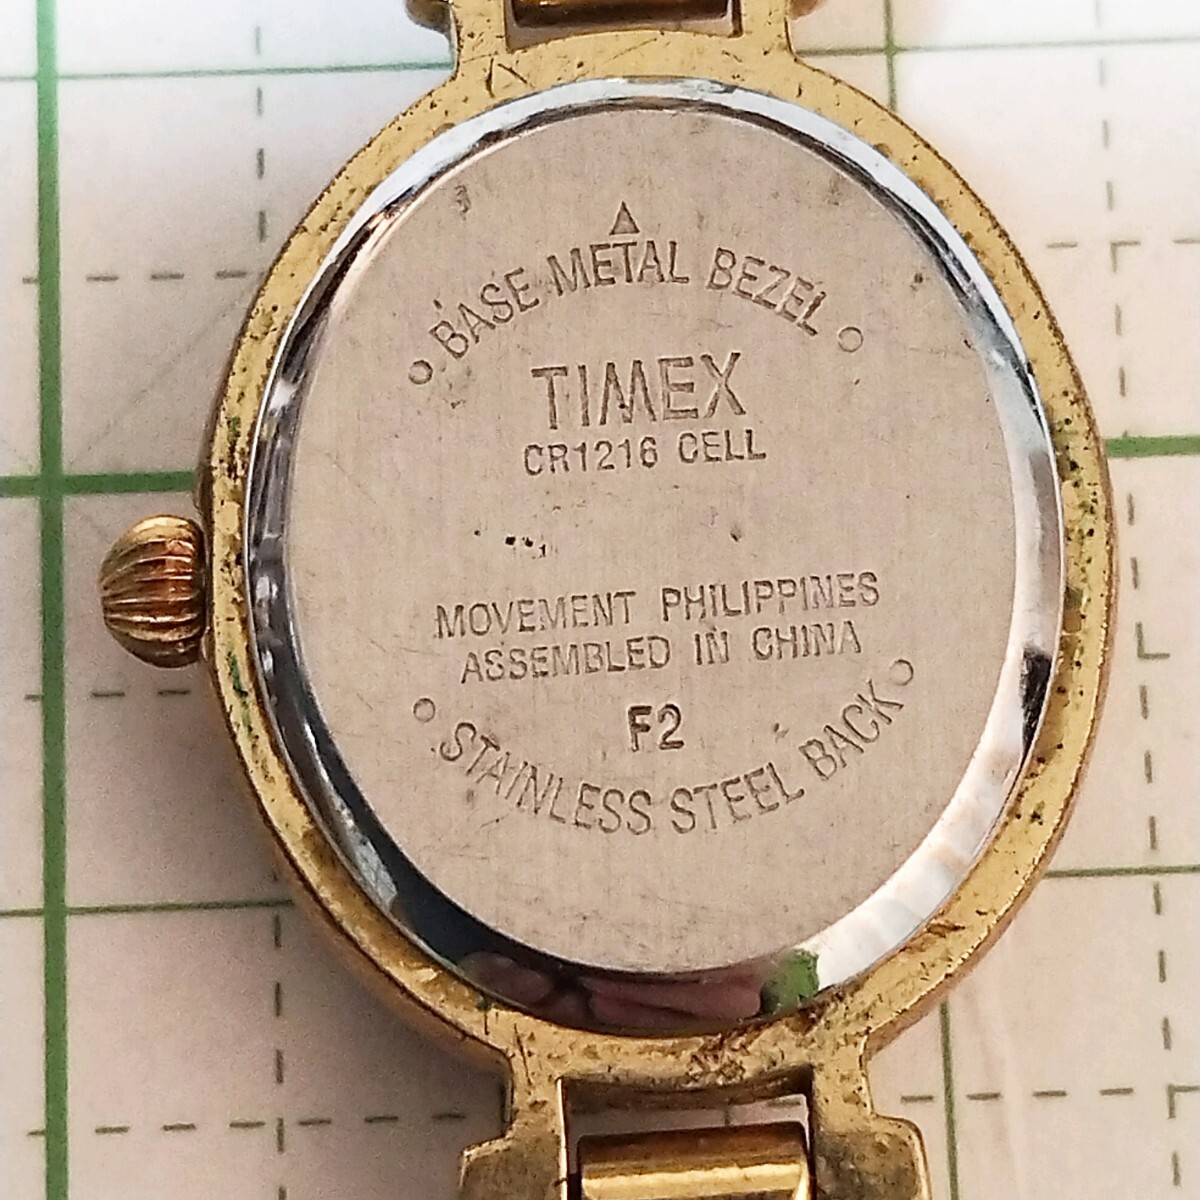 BASE METAL BEZEL
TIMEX
CR1216 CELL
MOVEMENT PHILIPPINES
ASSEMBLED IN CHINA
F2
STAINLESS STEEL BACK